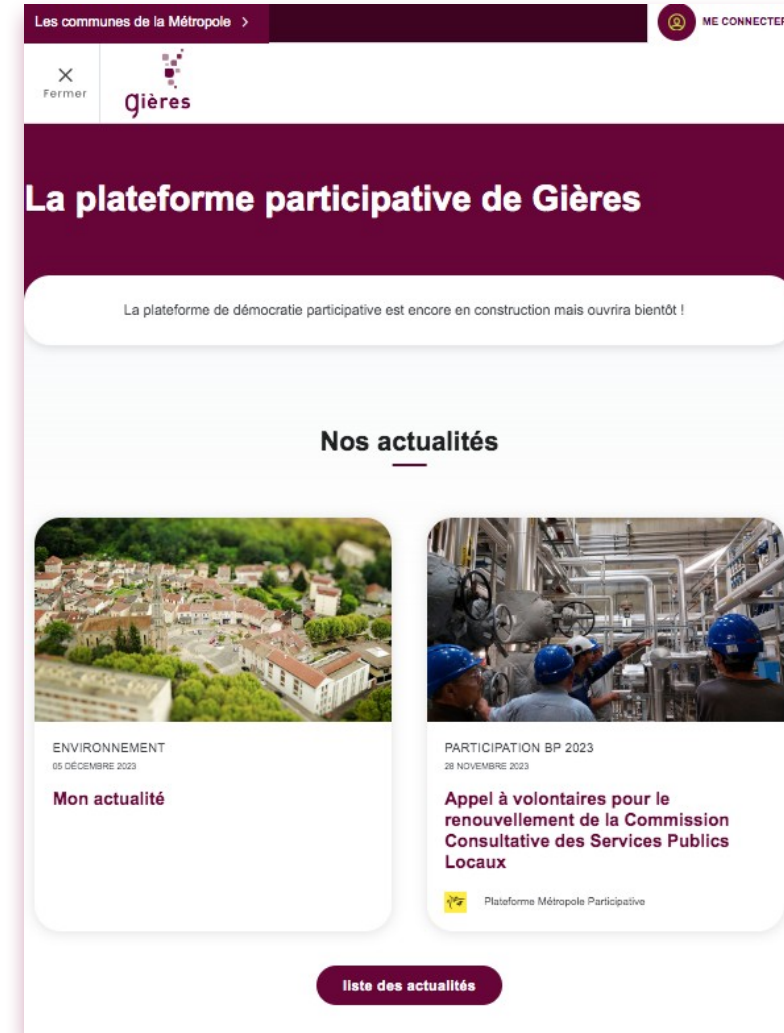 Les communes de la Métropole >
ME CONNECTER
Fermer
gières
La plateforme participative de Gières
La plateforme de démocratie participative est encore en construction mais ouvrira bientôt !
Nos actualités
ENVIRONNEMENT
05 DÉCEMBRE 2023
Mon actualité
PARTICIPATION BP 2023
28 NOVEMBRE 2023
Appel à volontaires pour le
renouvellement de la Commission
Consultative des Services Publics
Locaux
Plateforme Métropole Participative
liste des actualités